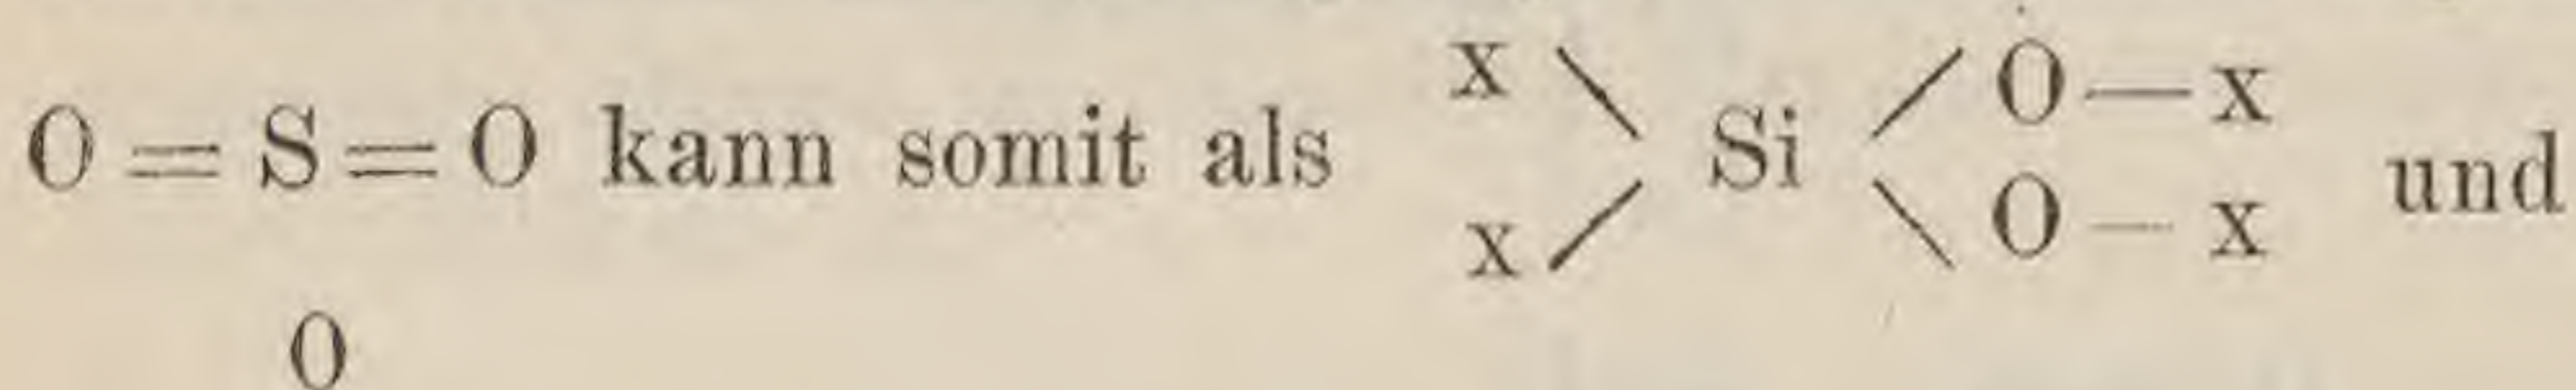 x O—x
O=S=O kann somit als Si und
x O—x
O